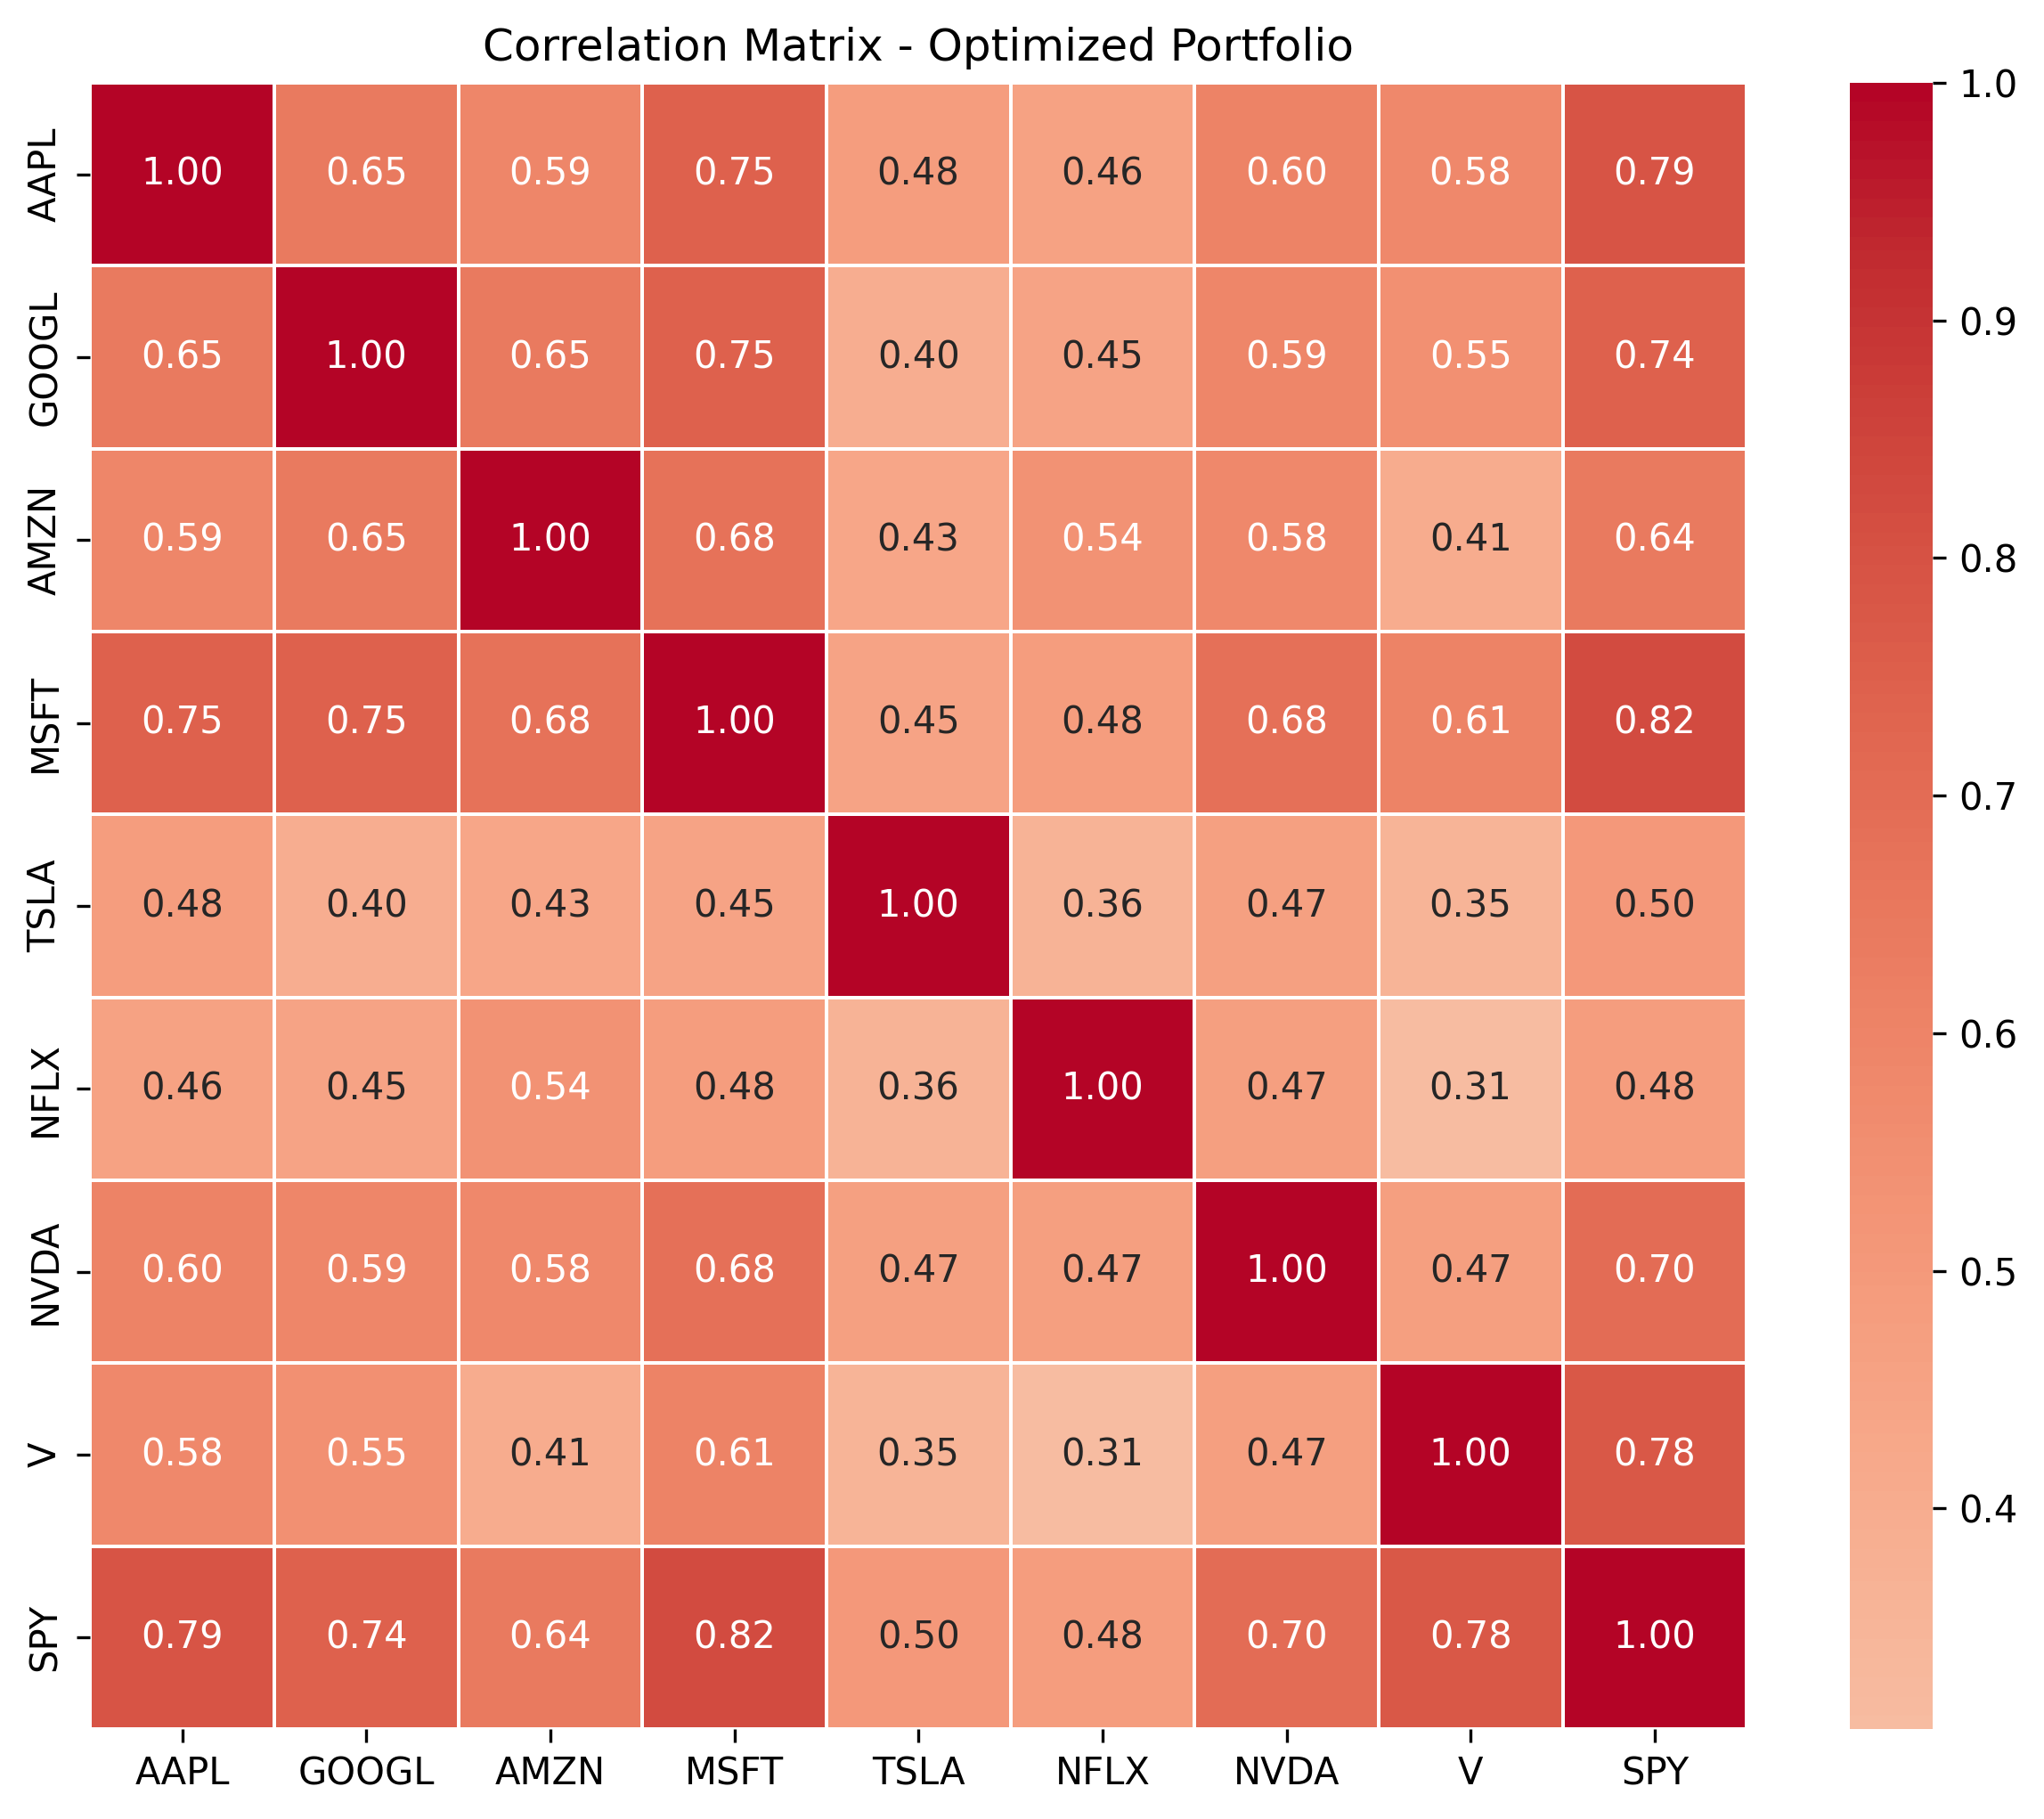 Correlation Matrix - Optimized Portfolio
AAPL 1.00 0.65 0.59 0.75 0.48 0.46 0.60 0.58 0.79
GOOGL 0.65 1.00 0.65 0.75 0.40 0.45 0.59 0.55 0.74
AMZN 0.59 0.65 1.00 0.68 0.43 0.54 0.58 0.41 0.64
MSFT 0.75 0.75 0.68 1.00 0.45 0.48 0.68 0.61 0.82
TSLA 0.48 0.40 0.43 0.45 1.00 0.36 0.47 0.35 0.50
NFLX 0.46 0.45 0.54 0.48 0.36 1.00 0.47 0.31 0.48
NVDA 0.60 0.59 0.58 0.68 0.47 0.47 1.00 0.47 0.70
V 0.58 0.55 0.41 0.61 0.35 0.31 0.47 1.00 0.78
SPY 0.79 0.74 0.64 0.82 0.50 0.48 0.70 0.78 1.00
AAPL GOOGL AMZN MSFT TSLA NFLX NVDA V SPY
1.0
0.9
0.8
0.7
0.6
0.5
0.4